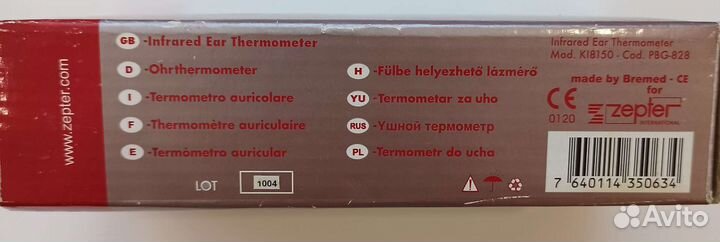 www.zepter.com
GB -Infrared Ear Thermometer
D -Ohrthermometer
I -Termometro auricolare
F -Thermomètre auriculaire
E -Termómetro auricular
H -Fülbe helyezhető lázmérő
YU -Termometar za uho
RUS -Ушной термометр
PL -Termometr do ucha
LOT 1004
Infrared Ear Thermometer
Mod. KI8150 - Cod. PBG-828
made by Bremed - CE
for
CE 0120
zepter
INTERNATIONAL
7 640114 350634
Avito